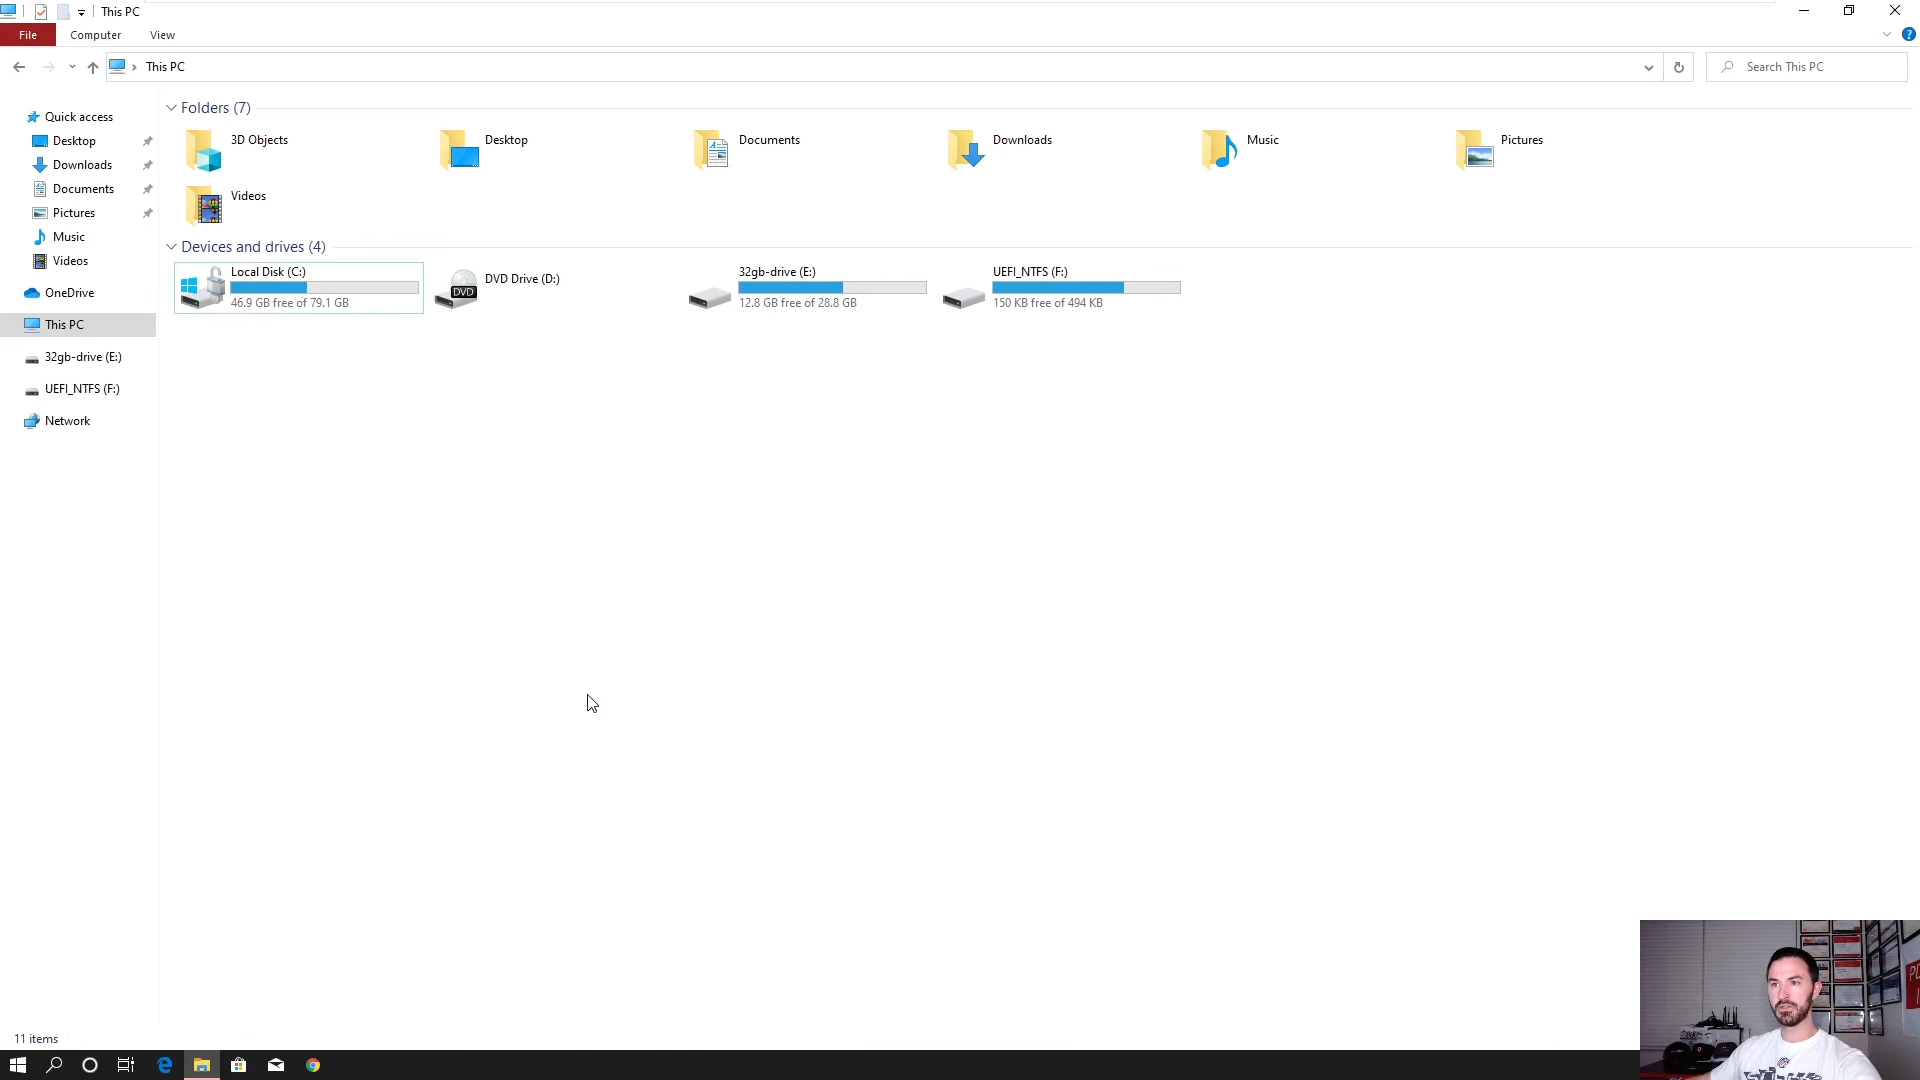 This PC
File Computer View
This PC
Search This PC
Quick access
Desktop
Downloads
Documents
Pictures
Music
Videos
OneDrive
This PC
32gb-drive (E:)
UEFI_NTFS (F:)
Network
Folders (7)
3D Objects
Desktop
Documents
Downloads
Music
Pictures
Videos
Devices and drives (4)
Local Disk (C:)
46.9 GB free of 79.1 GB
DVD Drive (D:)
DVD
32gb-drive (E:)
12.8 GB free of 28.8 GB
UEFI_NTFS (F:)
150 KB free of 494 KB
11 items